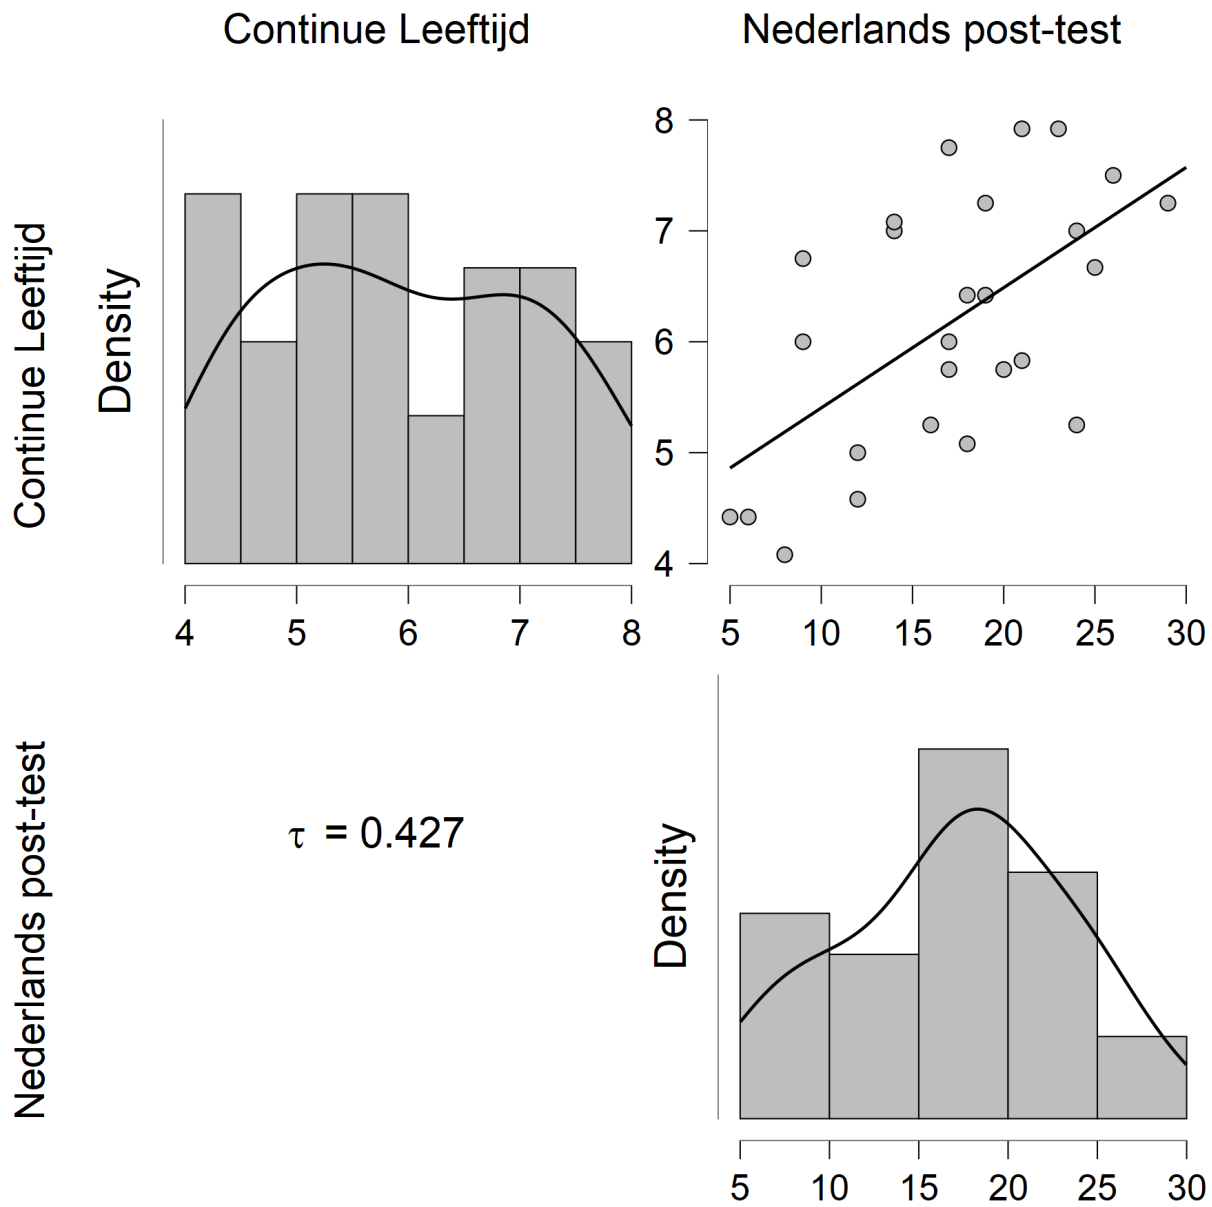 Continue Leeftijd
Nederlands post-test
Continue Leeftijd
Density
4 5 6 7 8
8
7
6
5
4
5 10 15 20 25 30
Nederlands post-test
τ = 0.427
Density
5 10 15 20 25 30